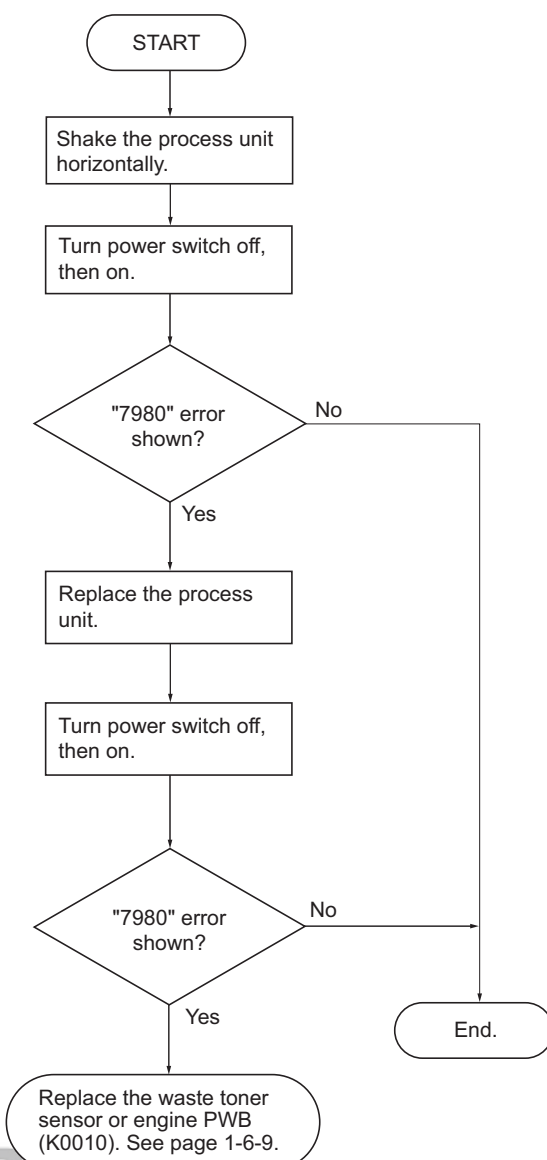 START
Shake the process unit
horizontally.
Turn power switch off,
then on.
"7980" error
shown?
No
Yes
Replace the process
unit.
Turn power switch off,
then on.
"7980" error
shown?
No
Yes
End.
Replace the waste toner
sensor or engine PWB
(K0010). See page 1-6-9.